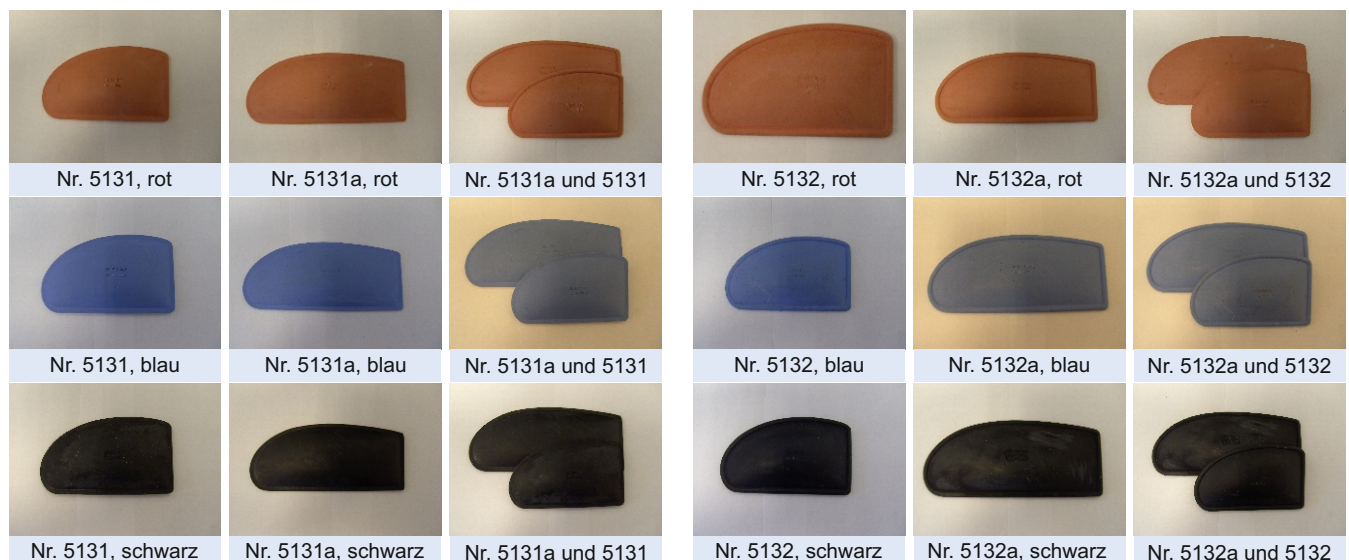 Nr. 5131, rot
Nr. 5131a, rot
Nr. 5131a und 5131
Nr. 5132, rot
Nr. 5132a, rot
Nr. 5132a und 5132
Nr. 5131, blau
Nr. 5131a, blau
Nr. 5131a und 5131
Nr. 5132, blau
Nr. 5132a, blau
Nr. 5132a und 5132
Nr. 5131, schwarz
Nr. 5131a, schwarz
Nr. 5131a und 5131
Nr. 5132, schwarz
Nr. 5132a, schwarz
Nr. 5132a und 5132